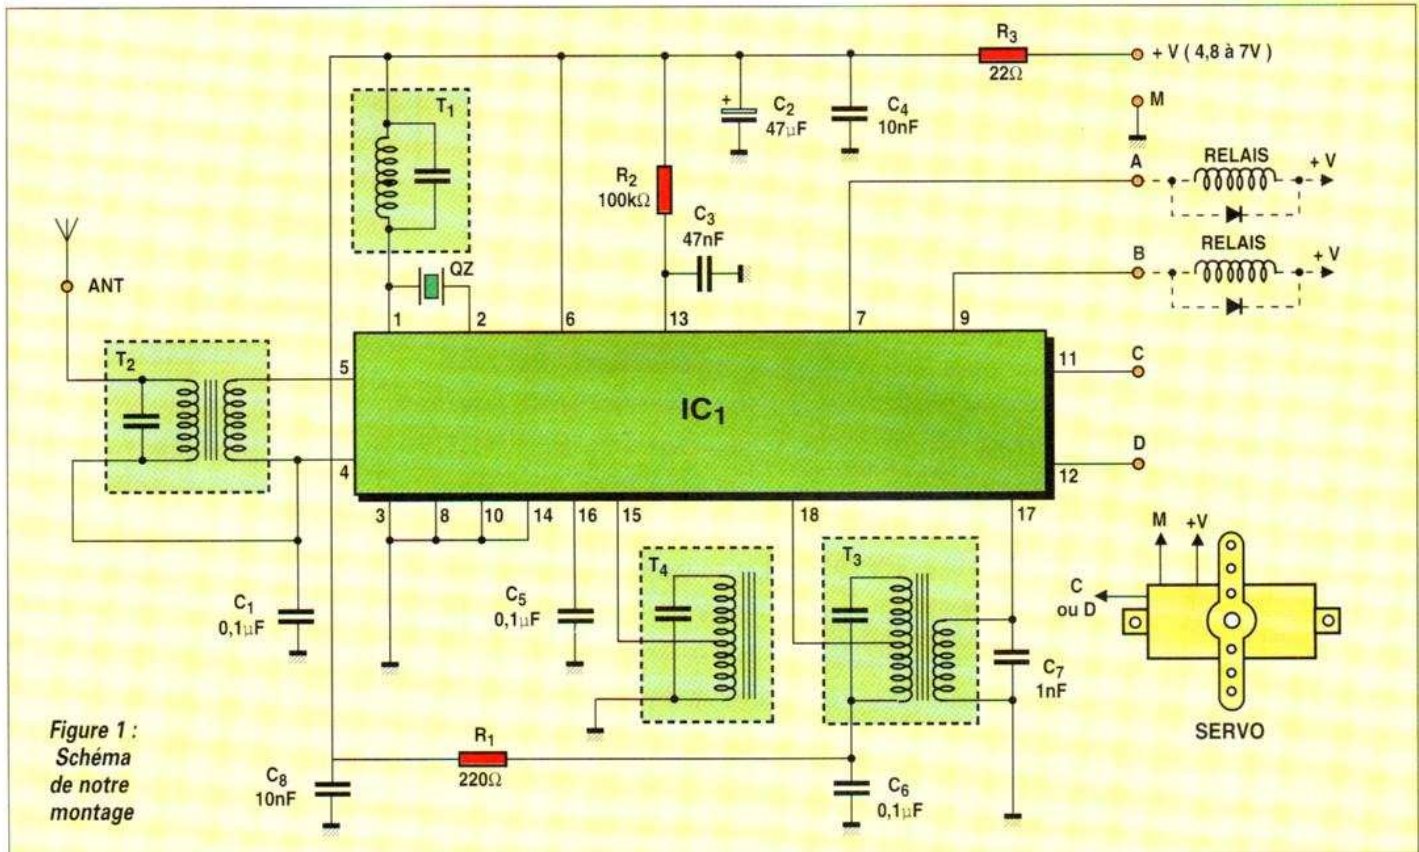 R3
22Ω
+ V ( 4,8 à 7V )
T1
+
C2
47µF
C4
10nF
M
A
RELAIS
+ V
R2
100kΩ
C3
47nF
B
RELAIS
+ V
ANT
QZ
1
2
6
13
7
9
T2
5
4
IC1
11
C
12
D
3
8
10
14
16
15
18
17
T4
T3
M
+V
C
ou D
C1
0,1µF
C5
0,1µF
C7
1nF
SERVO
Figure 1 :
Schéma
de notre
montage
C8
10nF
R1
220Ω
C6
0,1µF